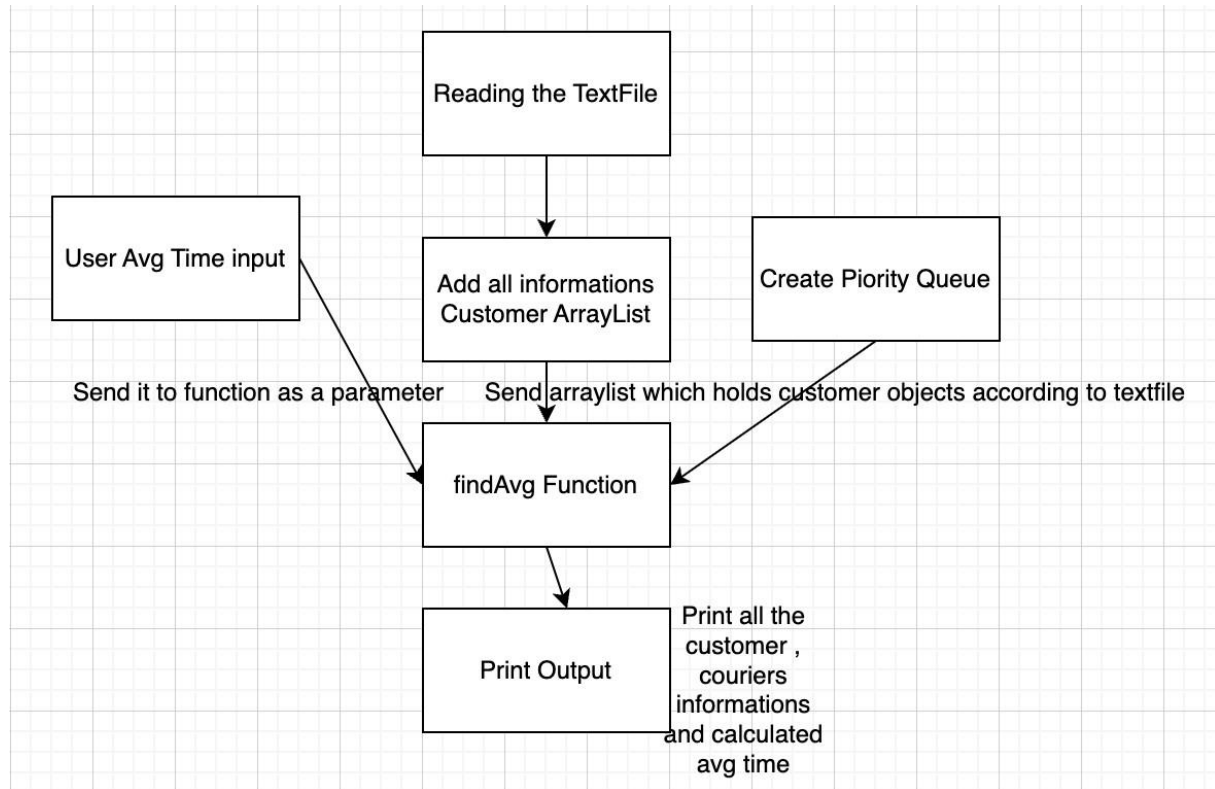 Reading the TextFile
User Avg Time input
Add all informations
Customer ArrayList
Create Piority Queue
Send it to function as a parameter
Send arraylist which holds customer objects according to textfile
findAvg Function
Print Output
Print all the
customer ,
couriers
informations
and calculated
avg time